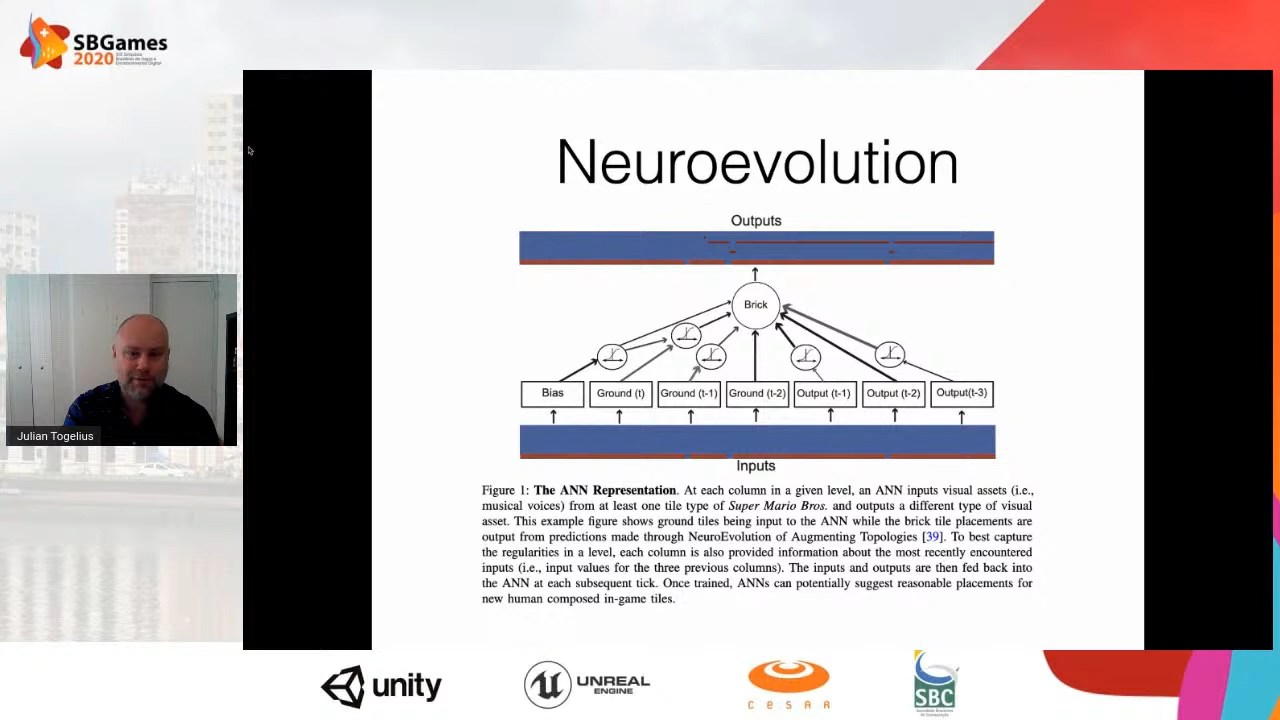 SBGames
2020
Neuroevolution
Outputs
Brick
Bias
Ground (t)
Ground (t-1)
Ground (t-2)
Output (t-1)
Output (t-2)
Output(t-3)
Inputs
Figure 1: The ANN Representation. At each column in a given level, an ANN inputs visual assets (i.e.,
musical voices) from at least one tile type of Super Mario Bros. and outputs a different type of visual
asset. This example figure shows ground tiles being input to the ANN while the brick tile placements are
output from predictions made through NeuroEvolution of Augmenting Topologies [39]. To best capture
the regularities in a level, each column is also provided information about the most recently encountered
inputs (i.e., input values for the three previous columns). The inputs and outputs are then fed back into
the ANN at each subsequent tick. Once trained, ANNs can potentially suggest reasonable placements for
new human composed in-game tiles.
Julian Togelius
unity
UNREAL
ENGINE
CESAR
SBC